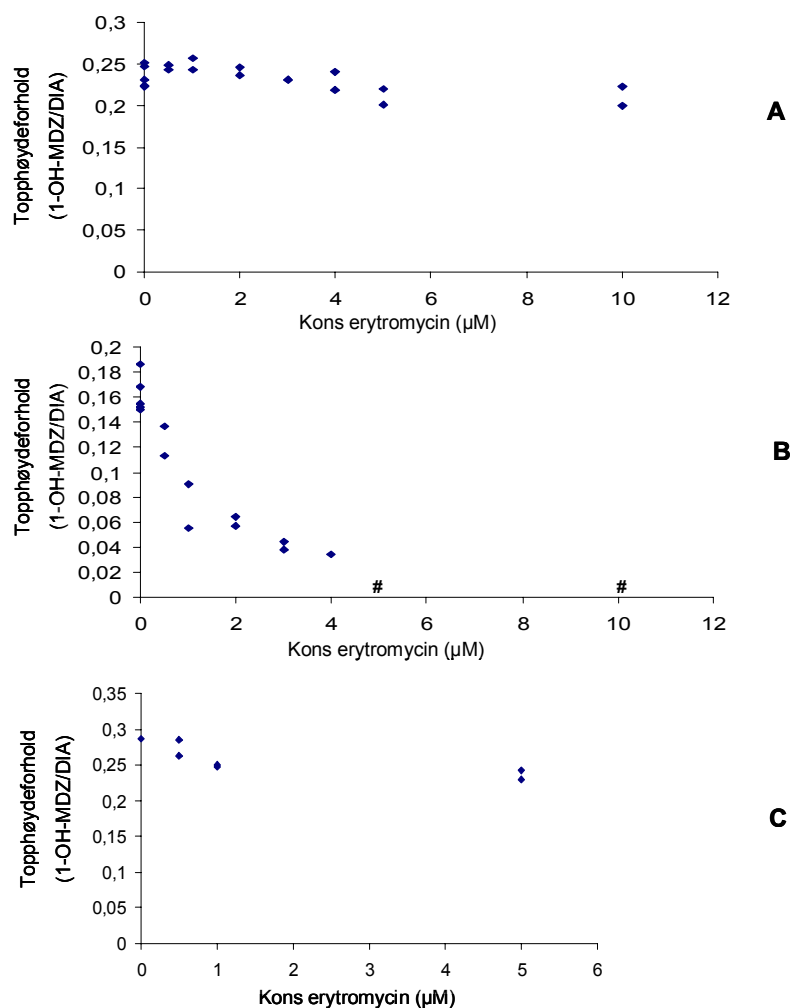 Topphøydeforhold
(1-OH-MDZ/DIA)
0,3
0,25
0,2
0,15
0,1
0,05
0
0 2 4 6 8 10 12
Kons erytromycin (µM)
A
Topphøydeforhold
(1-OH-MDZ/DIA)
0,2
0,18
0,16
0,14
0,12
0,1
0,08
0,06
0,04
0,02
0
# #
0 2 4 6 8 10 12
Kons erytromycin (µM)
B
Topphøydeforhold
(1-OH-MDZ/DIA)
0,35
0,3
0,25
0,2
0,15
0,1
0,05
0
0 1 2 3 4 5 6
Kons erytromycin (µM)
C